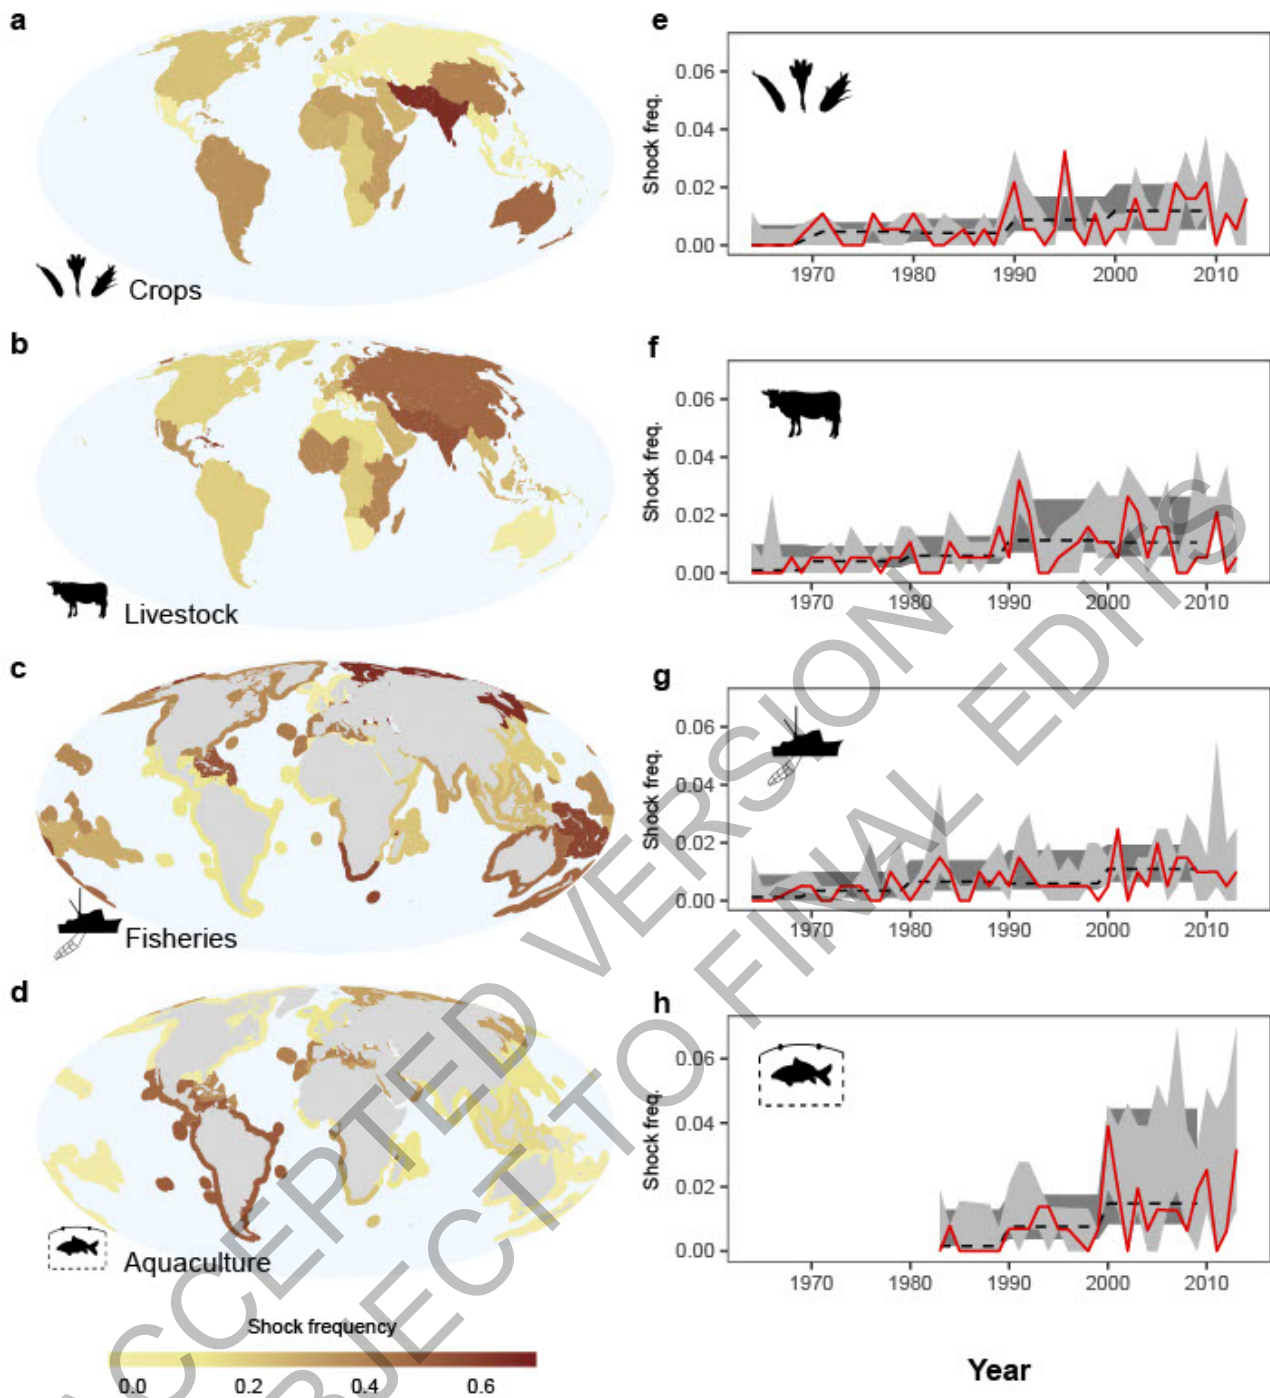 a
Crops
b
Livestock
c
Fisheries
d
Aquaculture
Shock frequency
0.0 0.2 0.4 0.6
e
Shock freq.
0.06
0.04
0.02
0.00
1970 1980 1990 2000 2010
f
Shock freq.
0.06
0.04
0.02
0.00
1970 1980 1990 2000 2010
g
Shock freq.
0.06
0.04
0.02
0.00
1970 1980 1990 2000 2010
h
Shock freq.
0.06
0.04
0.02
0.00
1970 1980 1990 2000 2010
Year
ACCEPTED VERSION
SUBJECT TO FINAL EDITS